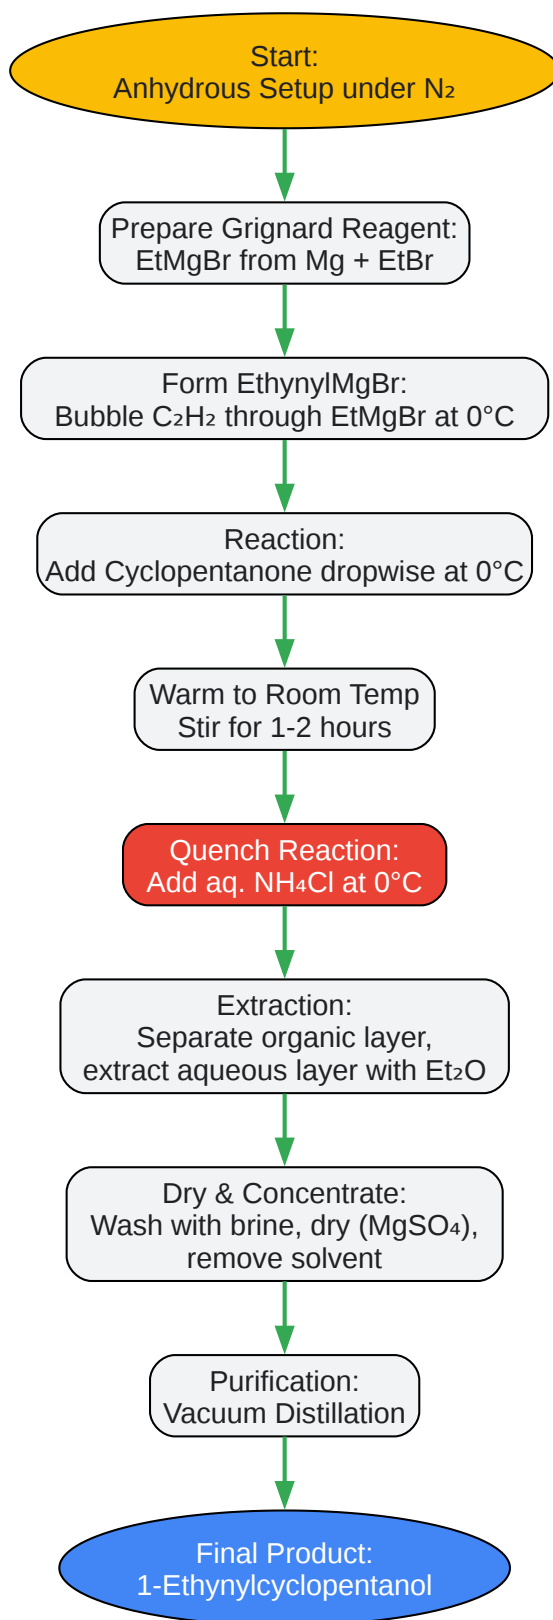 Start:
Anhydrous Setup under N₂
Prepare Grignard Reagent:
EtMgBr from Mg + EtBr
Form EthynylMgBr:
Bubble C₂H₂ through EtMgBr at 0°C
Reaction:
Add Cyclopentanone dropwise at 0°C
Warm to Room Temp
Stir for 1-2 hours
Quench Reaction:
Add aq. NH₄Cl at 0°C
Extraction:
Separate organic layer,
extract aqueous layer with Et₂O
Dry & Concentrate:
Wash with brine, dry (MgSO₄),
remove solvent
Purification:
Vacuum Distillation
Final Product:
1-Ethynylcyclopentanol